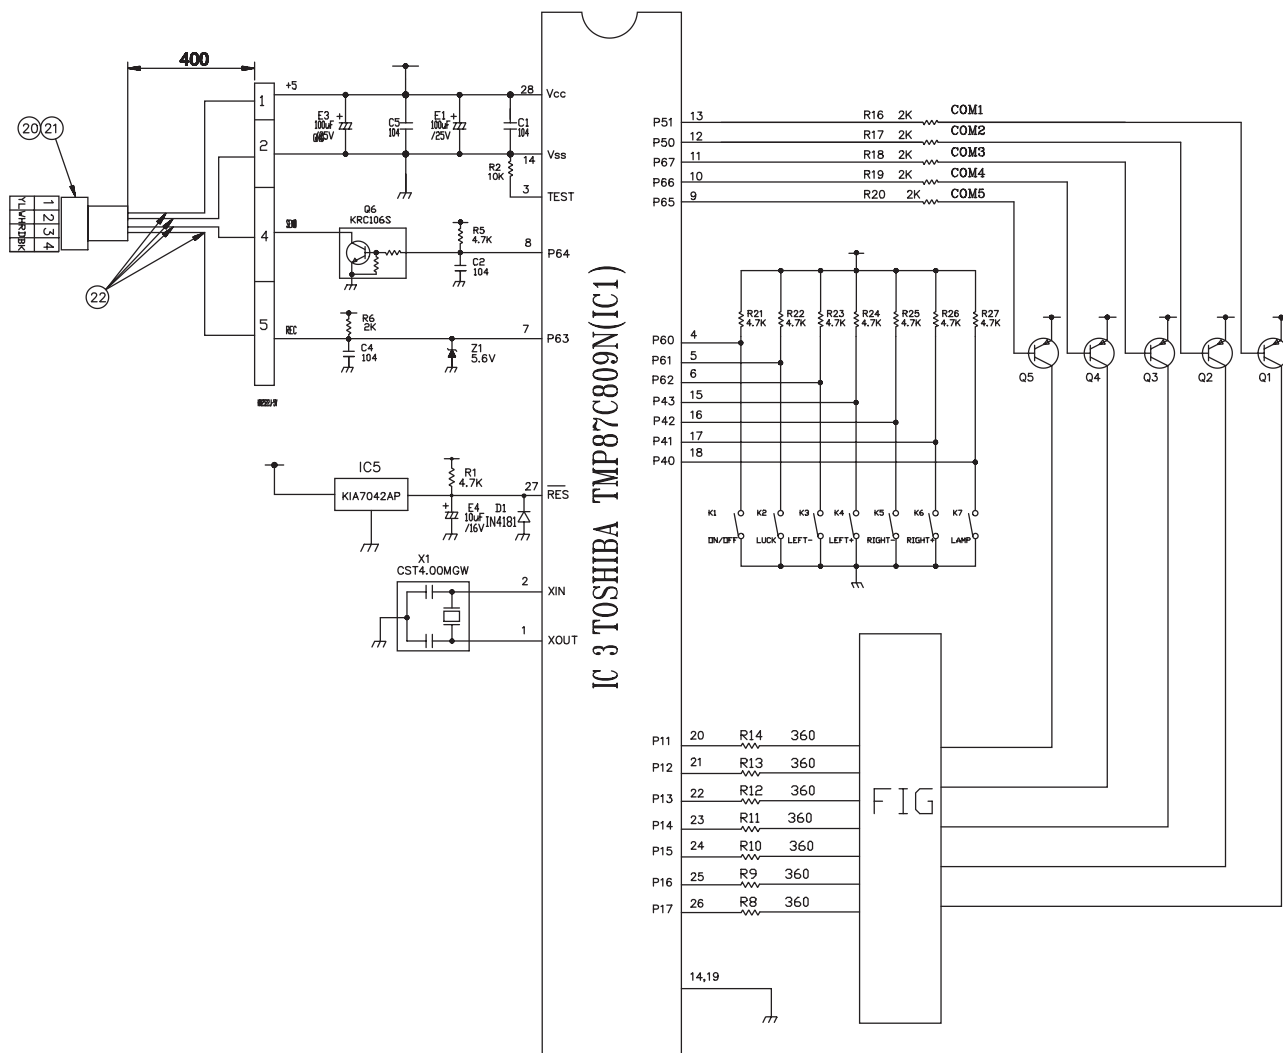 400
+5
1
2
4
5
20 21
1 2 3 4
22
E3
100uF
C5
104
E1
100uF
/25V
C1
104
R2
10K
28 Vcc
14 Vss
3 TEST
Q6
KRC106S
SEND
R5
4.7K
C2
104
8 P64
REC
R6
2K
C4
104
Z1
5.6V
7 P63
IC5
KIA7042AP
R1
4.7K
E4
10uF
/16V
D1
IN4181
27 RES
X1
CST4.00MGW
2 XIN
1 XOUT
IC 3 TOSHIBA TMP87C809N(IC1)
P51 13 R16 2K COM1
P50 12 R17 2K COM2
P67 11 R18 2K COM3
P66 10 R19 2K COM4
P65 9 R20 2K COM5
R21 4.7K
R22 4.7K
R23 4.7K
R24 4.7K
R25 4.7K
R26 4.7K
R27 4.7K
P60 4
P61 5
P62 6
P43 15
P42 16
P41 17
P40 18
Q5 Q4 Q3 Q2 Q1
K1 K2 K3 K4 K5 K6 K7
ON/OFF LUCK LEFT- LEFT+ RIGHT- RIGHT+ LAMP
P11 20 R14 360
P12 21 R13 360
P13 22 R12 360
P14 23 R11 360
P15 24 R10 360
P16 25 R9 360
P17 26 R8 360
FIG
14,19